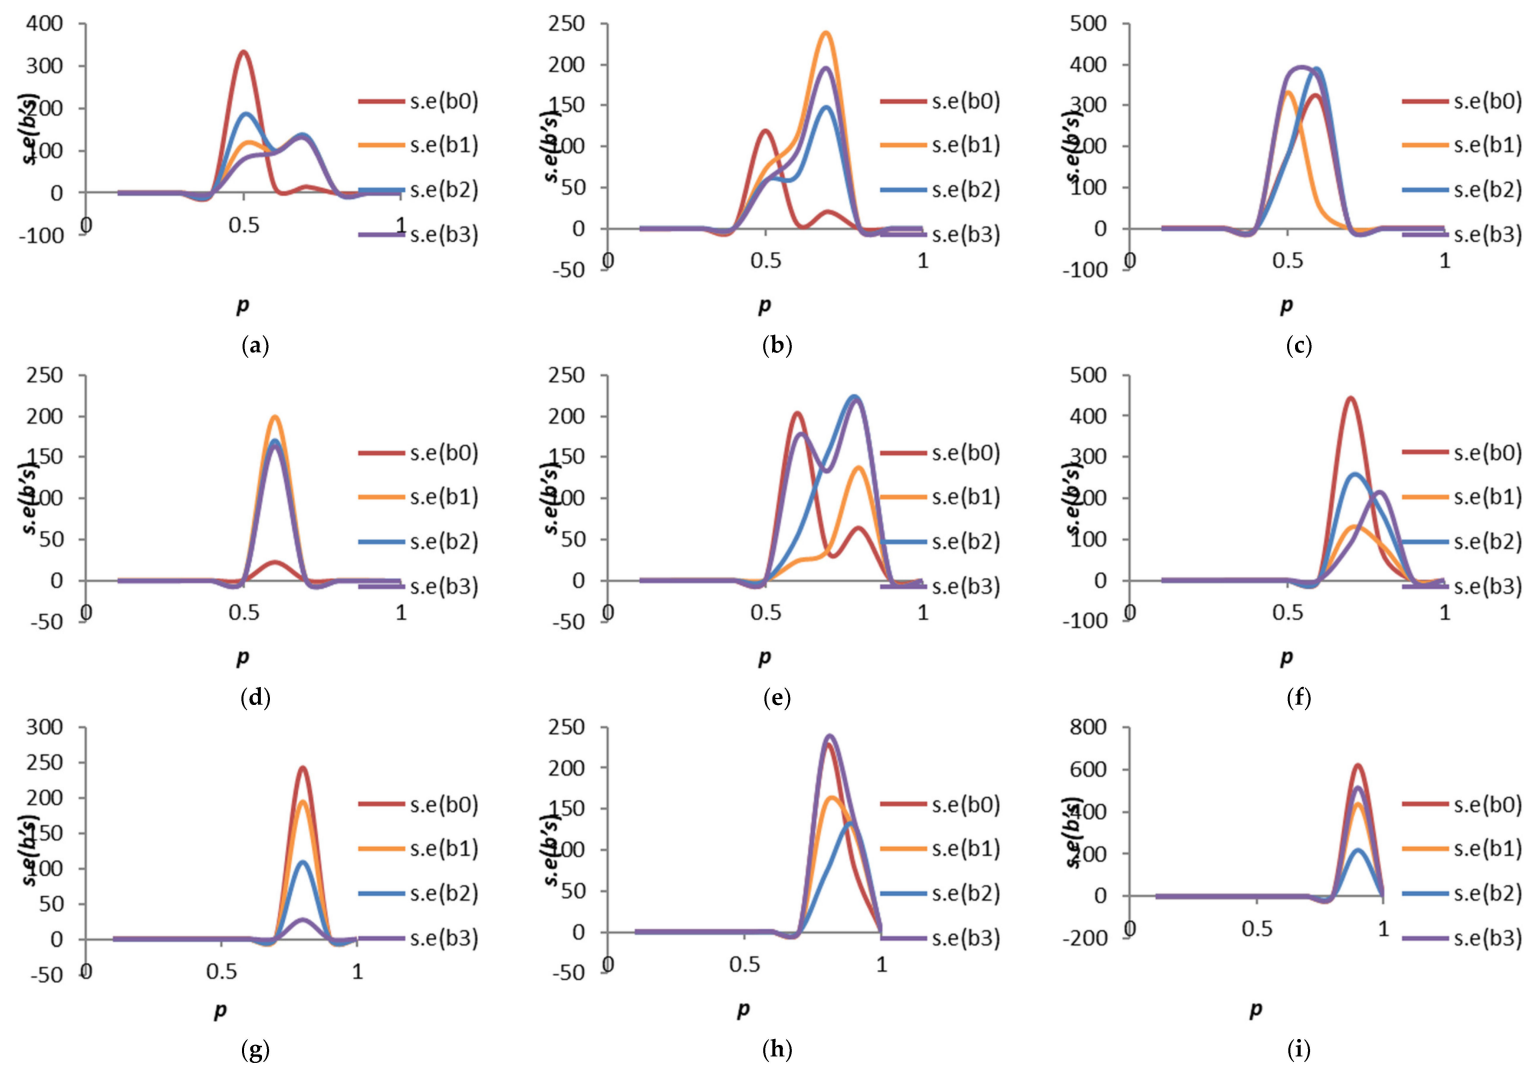 400
300
200
100
0
-100
s.e(b's)
0
0.5
1
p
s.e(b0)
s.e(b1)
s.e(b2)
s.e(b3)
(a)
250
200
150
100
50
0
-50
s.e(b's)
0
0.5
1
p
s.e(b0)
s.e(b1)
s.e(b2)
s.e(b3)
(b)
500
400
300
200
100
0
-100
s.e(b's)
0
0.5
1
p
s.e(b0)
s.e(b1)
s.e(b2)
s.e(b3)
(c)
250
200
150
100
50
0
-50
s.e(b's)
0
0.5
1
p
s.e(b0)
s.e(b1)
s.e(b2)
s.e(b3)
(d)
250
200
150
100
50
0
-50
s.e(b's)
0
0.5
1
p
s.e(b0)
s.e(b1)
s.e(b2)
s.e(b3)
(e)
500
400
300
200
100
0
-100
s.e(b's)
0
0.5
1
p
s.e(b0)
s.e(b1)
s.e(b2)
s.e(b3)
(f)
300
250
200
150
100
50
0
-50
s.e(b's)
0
0.5
1
p
s.e(b0)
s.e(b1)
s.e(b2)
s.e(b3)
(g)
250
200
150
100
50
0
-50
s.e(b's)
0
0.5
1
p
s.e(b0)
s.e(b1)
s.e(b2)
s.e(b3)
(h)
800
600
400
200
0
-200
s.e(b's)
0
0.5
1
p
s.e(b0)
s.e(b1)
s.e(b2)
s.e(b3)
(i)